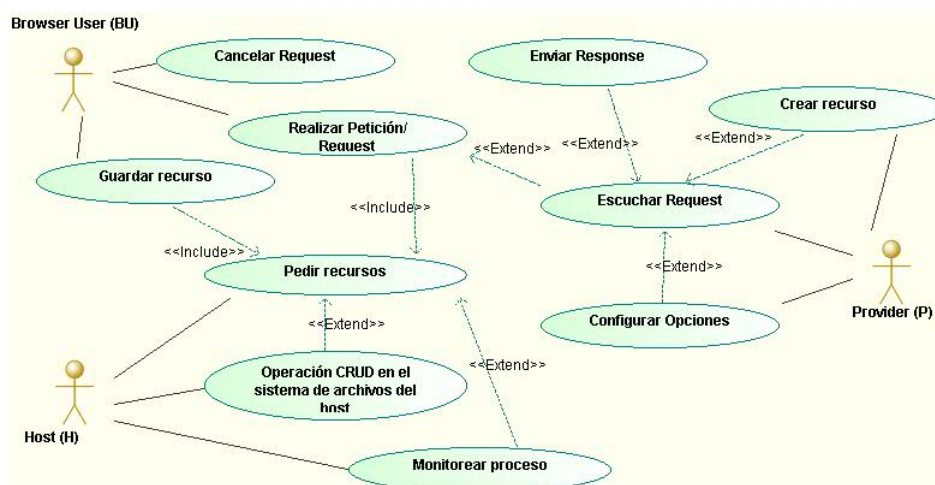 Browser User (BU)
Cancelar Request
Enviar Response
Crear recurso
Realizar Petición/
Request
<<Extend>>
<<Extend>>
<<Extend>>
Guardar recurso
Escuchar Request
<<Include>>
<<Include>>
Pedir recursos
<<Extend>>
Provider (P)
Configurar Opciones
<<Extend>>
<<Extend>>
Operación CRUD en el
sistema de archivos del
host
Host (H)
Monitorear proceso